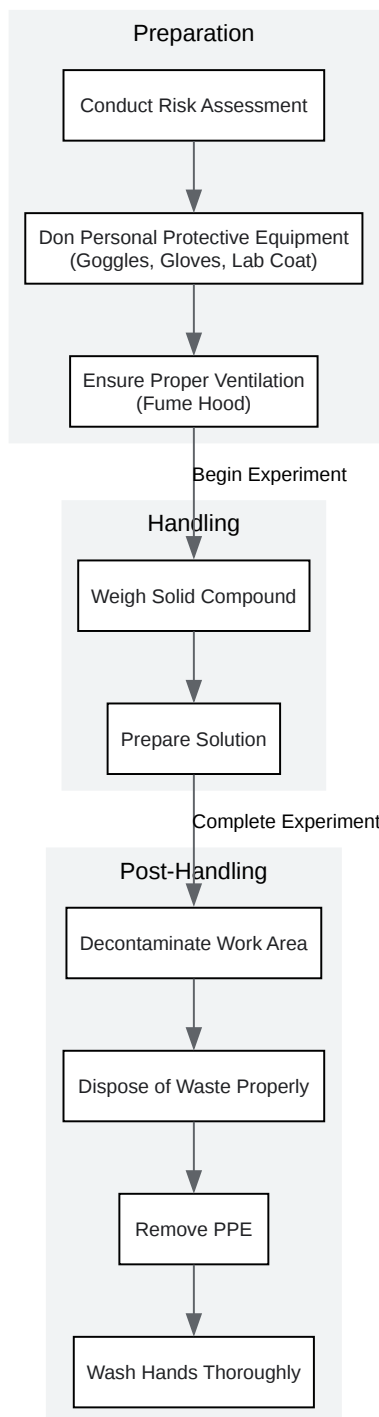 Preparation
Conduct Risk Assessment
Don Personal Protective Equipment
(Goggles, Gloves, Lab Coat)
Ensure Proper Ventilation
(Fume Hood)
Begin Experiment
Handling
Weigh Solid Compound
Prepare Solution
Complete Experiment
Post-Handling
Decontaminate Work Area
Dispose of Waste Properly
Remove PPE
Wash Hands Thoroughly